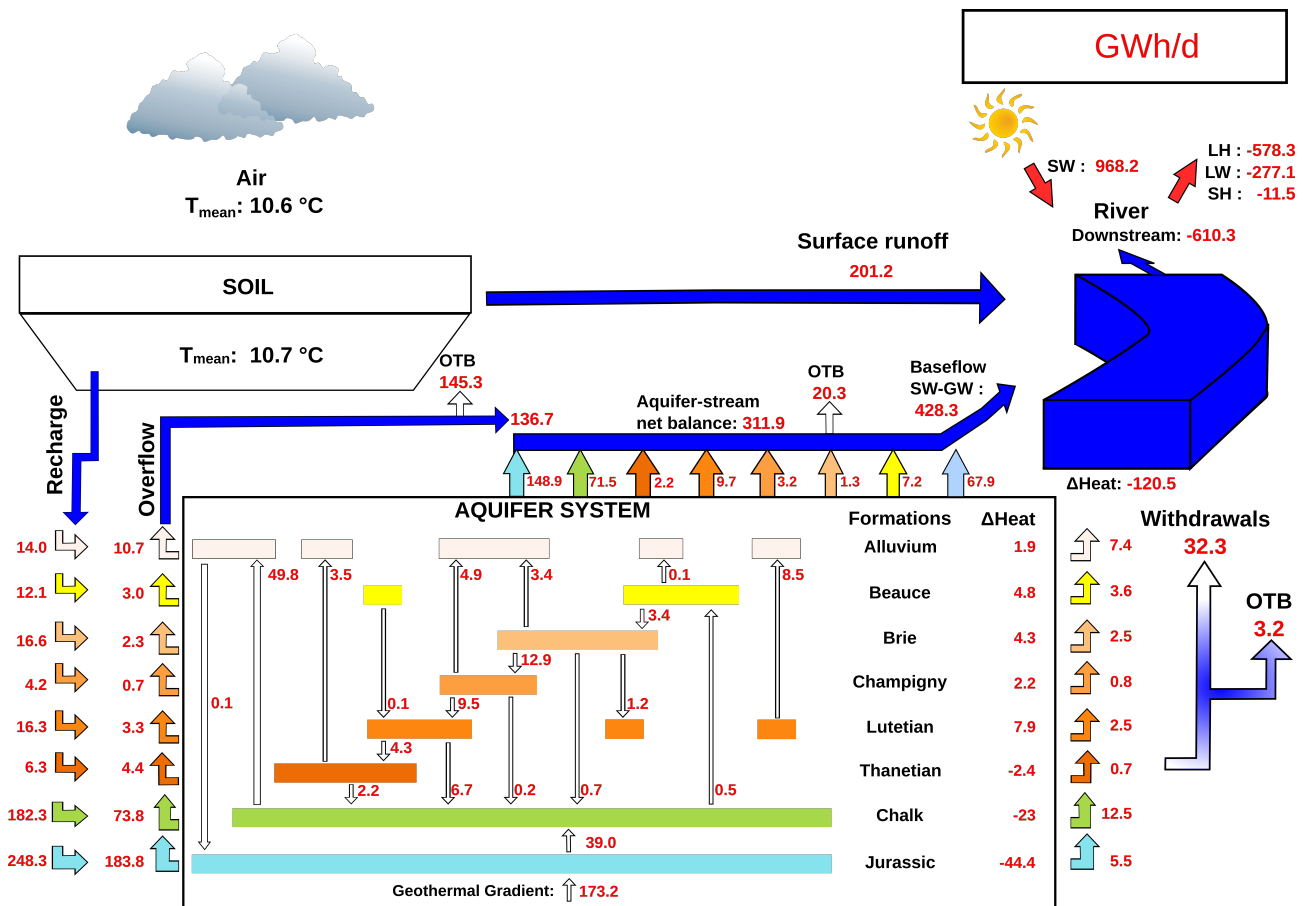 GWh/d
SW : 968.2
LH : -578.3
LW : -277.1
SH : -11.5
Air
Tmean: 10.6 °C
River
Downstream: -610.3
Surface runoff
201.2
SOIL
Tmean: 10.7 °C
OTB
145.3
OTB
20.3
Baseflow
SW-GW :
428.3
Aquifer-stream
net balance: 311.9
136.7
Recharge
Overflow
148.9 71.5 2.2 9.7 3.2 1.3 7.2 67.9
ΔHeat: -120.5
AQUIFER SYSTEM
Formations ΔHeat
Withdrawals
32.3
OTB
3.2
14.0 10.7 Alluvium 1.9 7.4
49.8 3.5 4.9 3.4 0.1 8.5
12.1 3.0 Beauce 4.8 3.6
3.4
16.6 2.3 Brie 4.3 2.5
12.9
4.2 0.7 Champigny 2.2 0.8
0.1 0.1 9.5 1.2
16.3 3.3 Lutetian 7.9 2.5
4.3
6.3 4.4 Thanetian -2.4 0.7
2.2 6.7 0.2 0.7 0.5
182.3 73.8 Chalk -23 12.5
39.0
248.3 183.8 Jurassic -44.4 5.5
Geothermal Gradient: 173.2